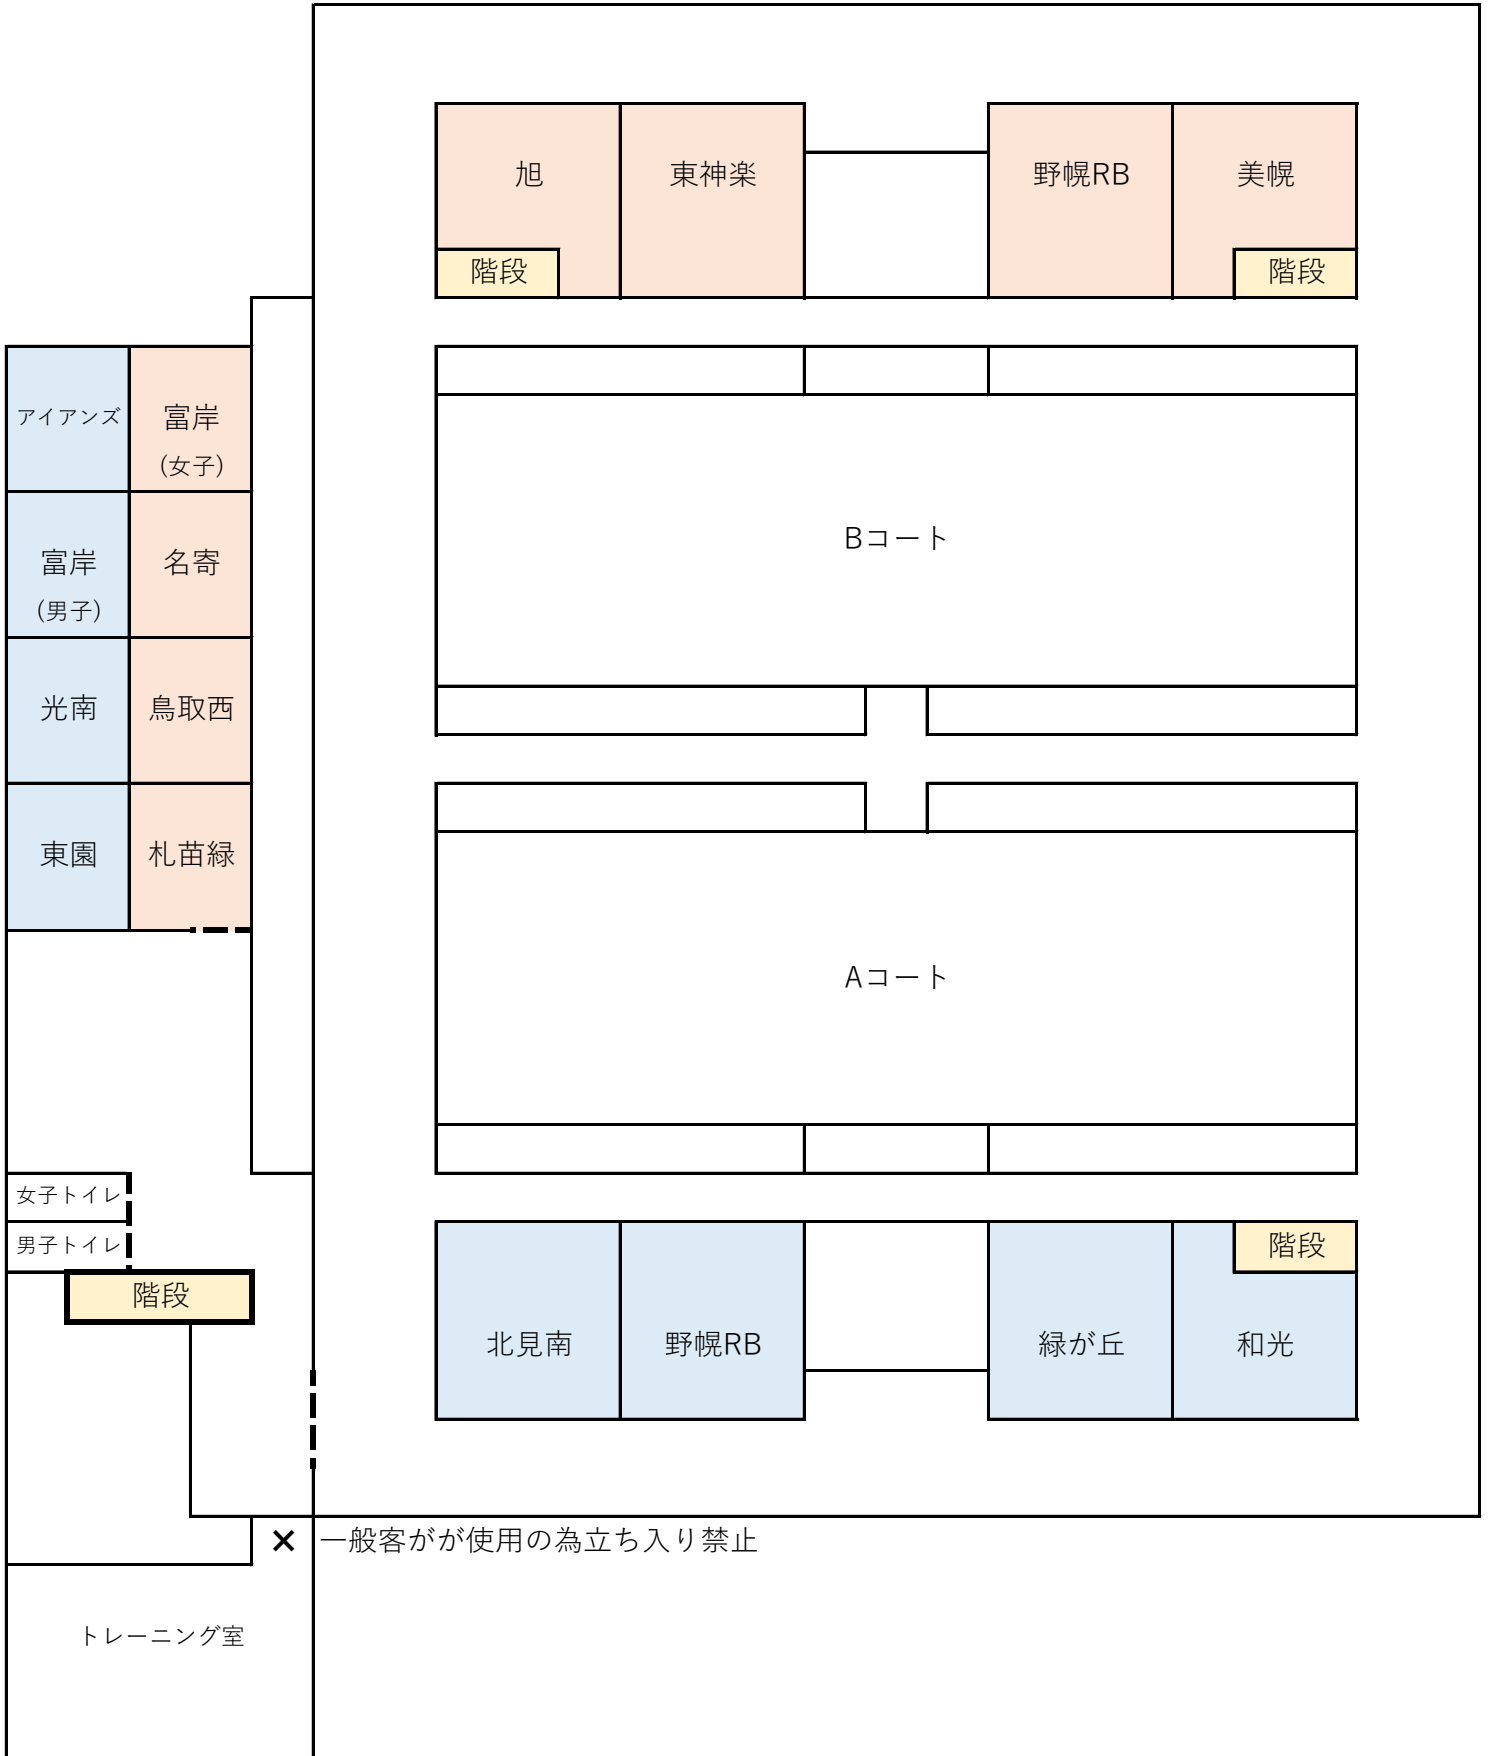 旭
東神楽
野幌RB
美幌
階段
階段
アイアンズ
富岸
(女子)
Bコート
富岸
(男子)
名寄
光南
鳥取西
東園
札苗緑
Aコート
女子トイレ
男子トイレ
階段
階段
北見南
野幌RB
緑が丘
和光
× 一般客がが使用の為立ち入り禁止
トレーニング室